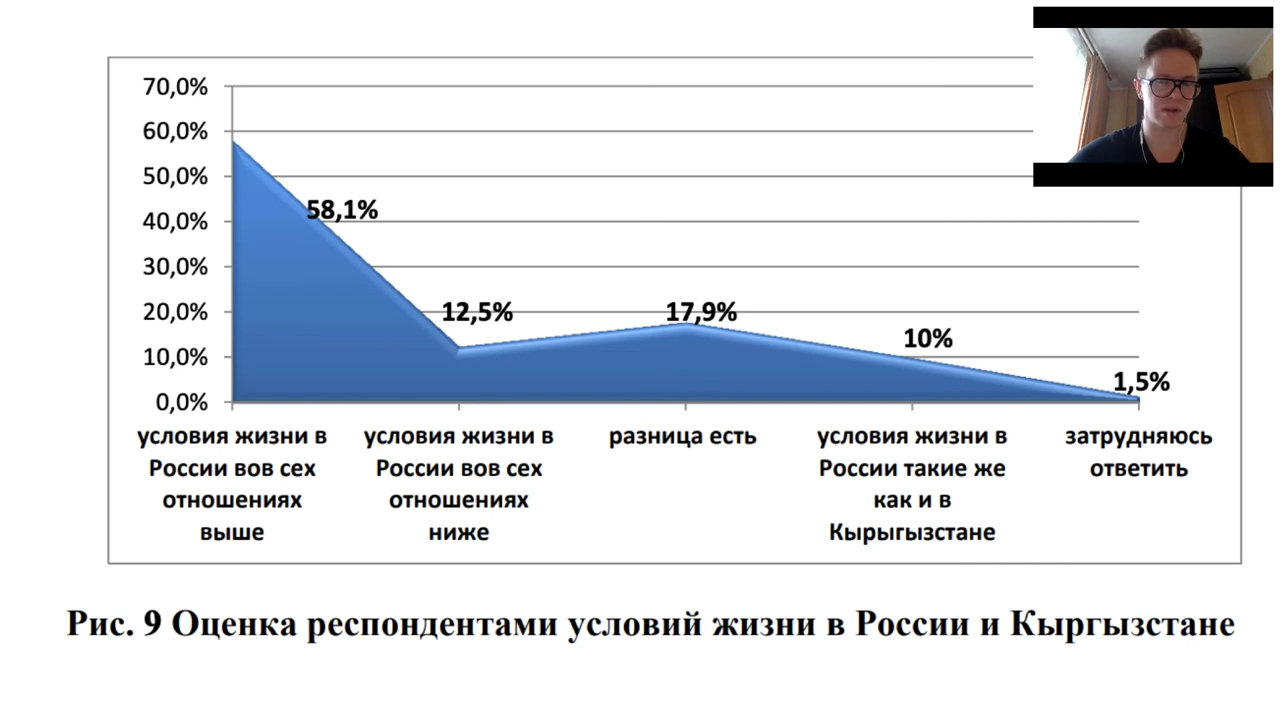 70,0%
60,0%
50,0%
40,0%
30,0%
20,0%
10,0%
0,0%
58,1%
12,5%
17,9%
10%
1,5%
условия жизни в
России вов сех
отношениях
выше
условия жизни в
России вов сех
отношениях
ниже
разница есть
условия жизни в
России такие же
как и в
Кырыгызстане
затрудняюсь
ответить
Рис. 9 Оценка респондентами условий жизни в России и Кыргызстане